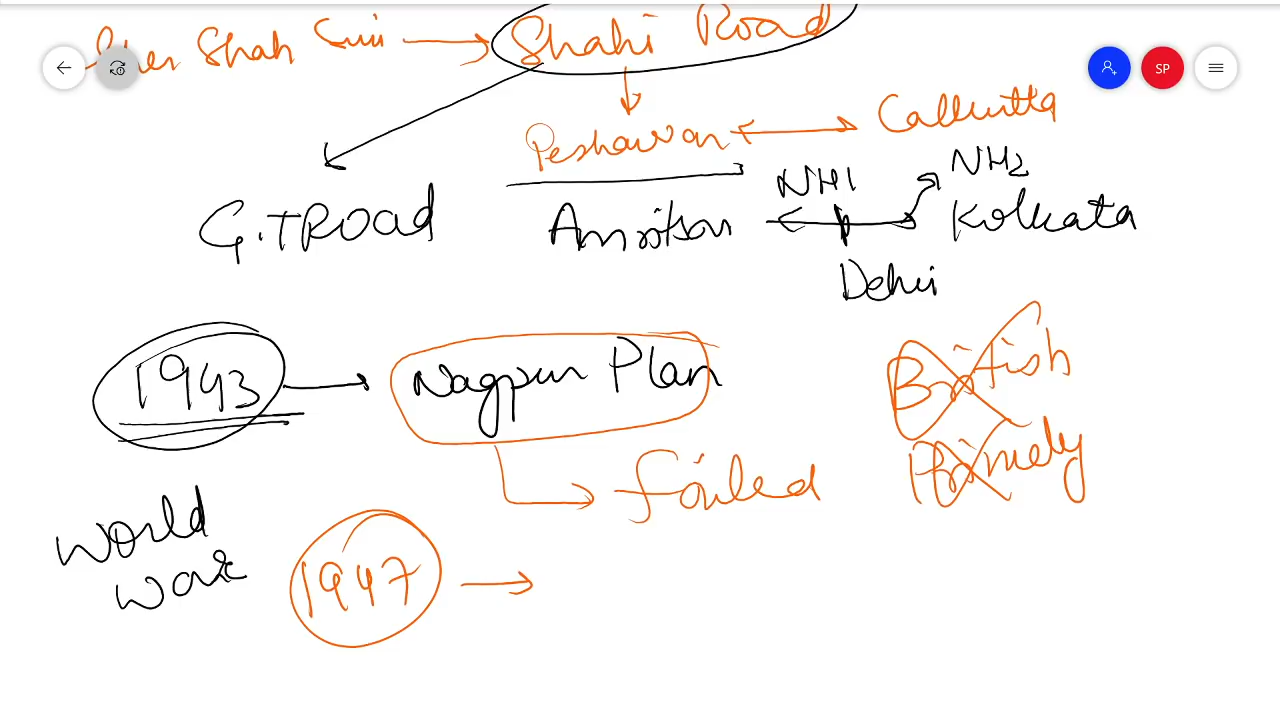 Sher Shah Suri → Shahi Road
SP
Peshawar ↔ Calcutta
G.T ROAD
NH1
NH2
Amritsar ↔ Kolkata
Delhi
1943 → Nagpur Plan
British
Princely
failed
World
war
1947 →